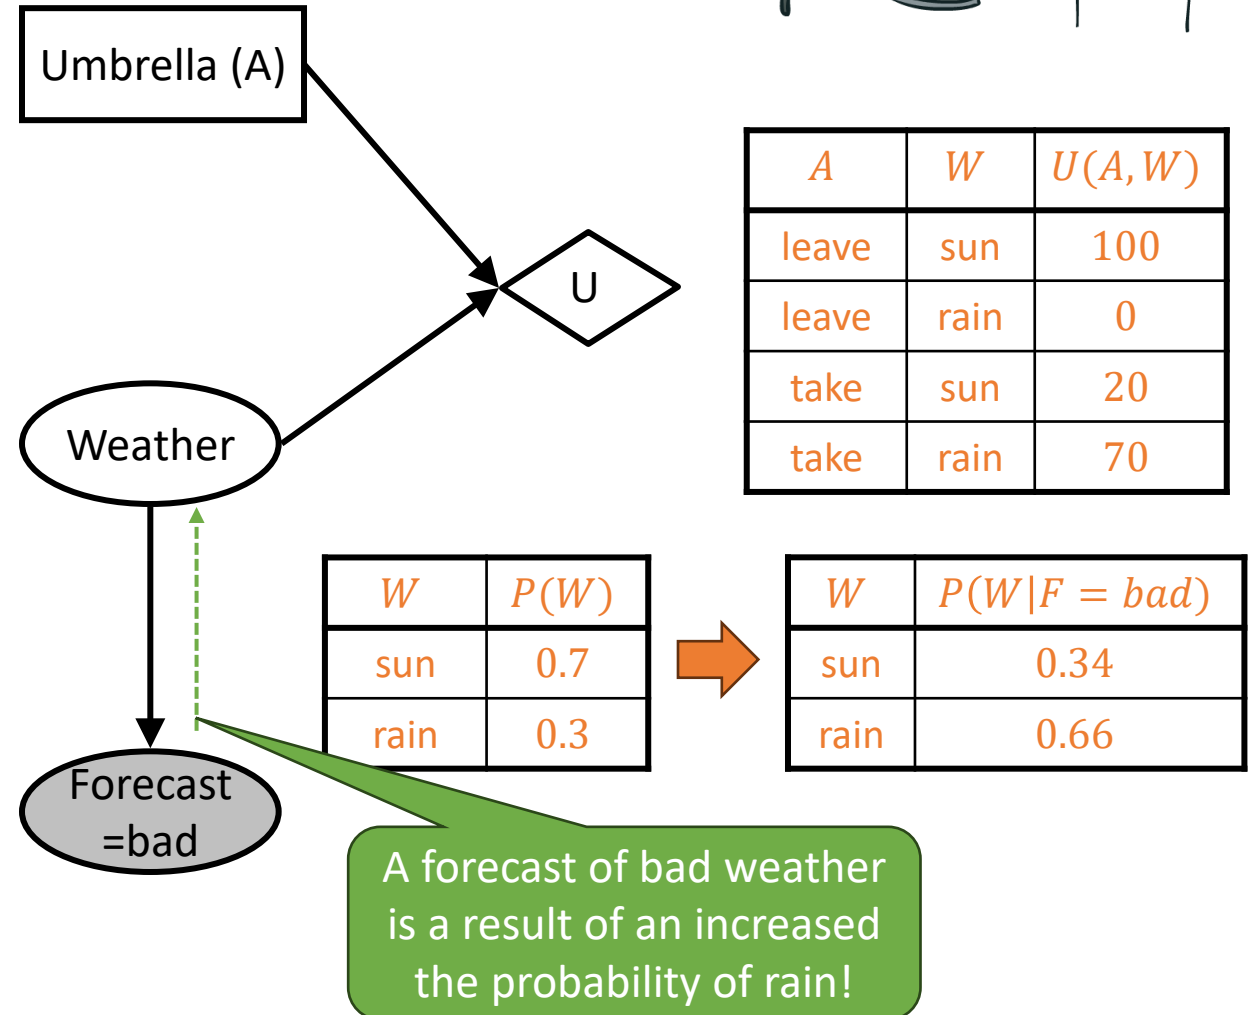 Umbrella (A)
U
Weather
Forecast
=bad
A W U(A, W)
leave sun 100
leave rain 0
take sun 20
take rain 70
W P(W)
sun 0.7
rain 0.3
W P(W|F = bad)
sun 0.34
rain 0.66
A forecast of bad weather
is a result of an increased
the probability of rain!